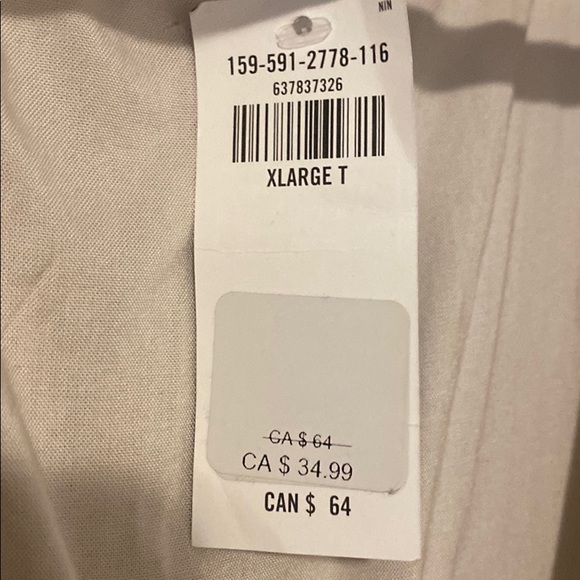 NIN
159-591-2778-116
637837326
XLARGE T
CA $ 64
CA $ 34.99
CAN $ 64